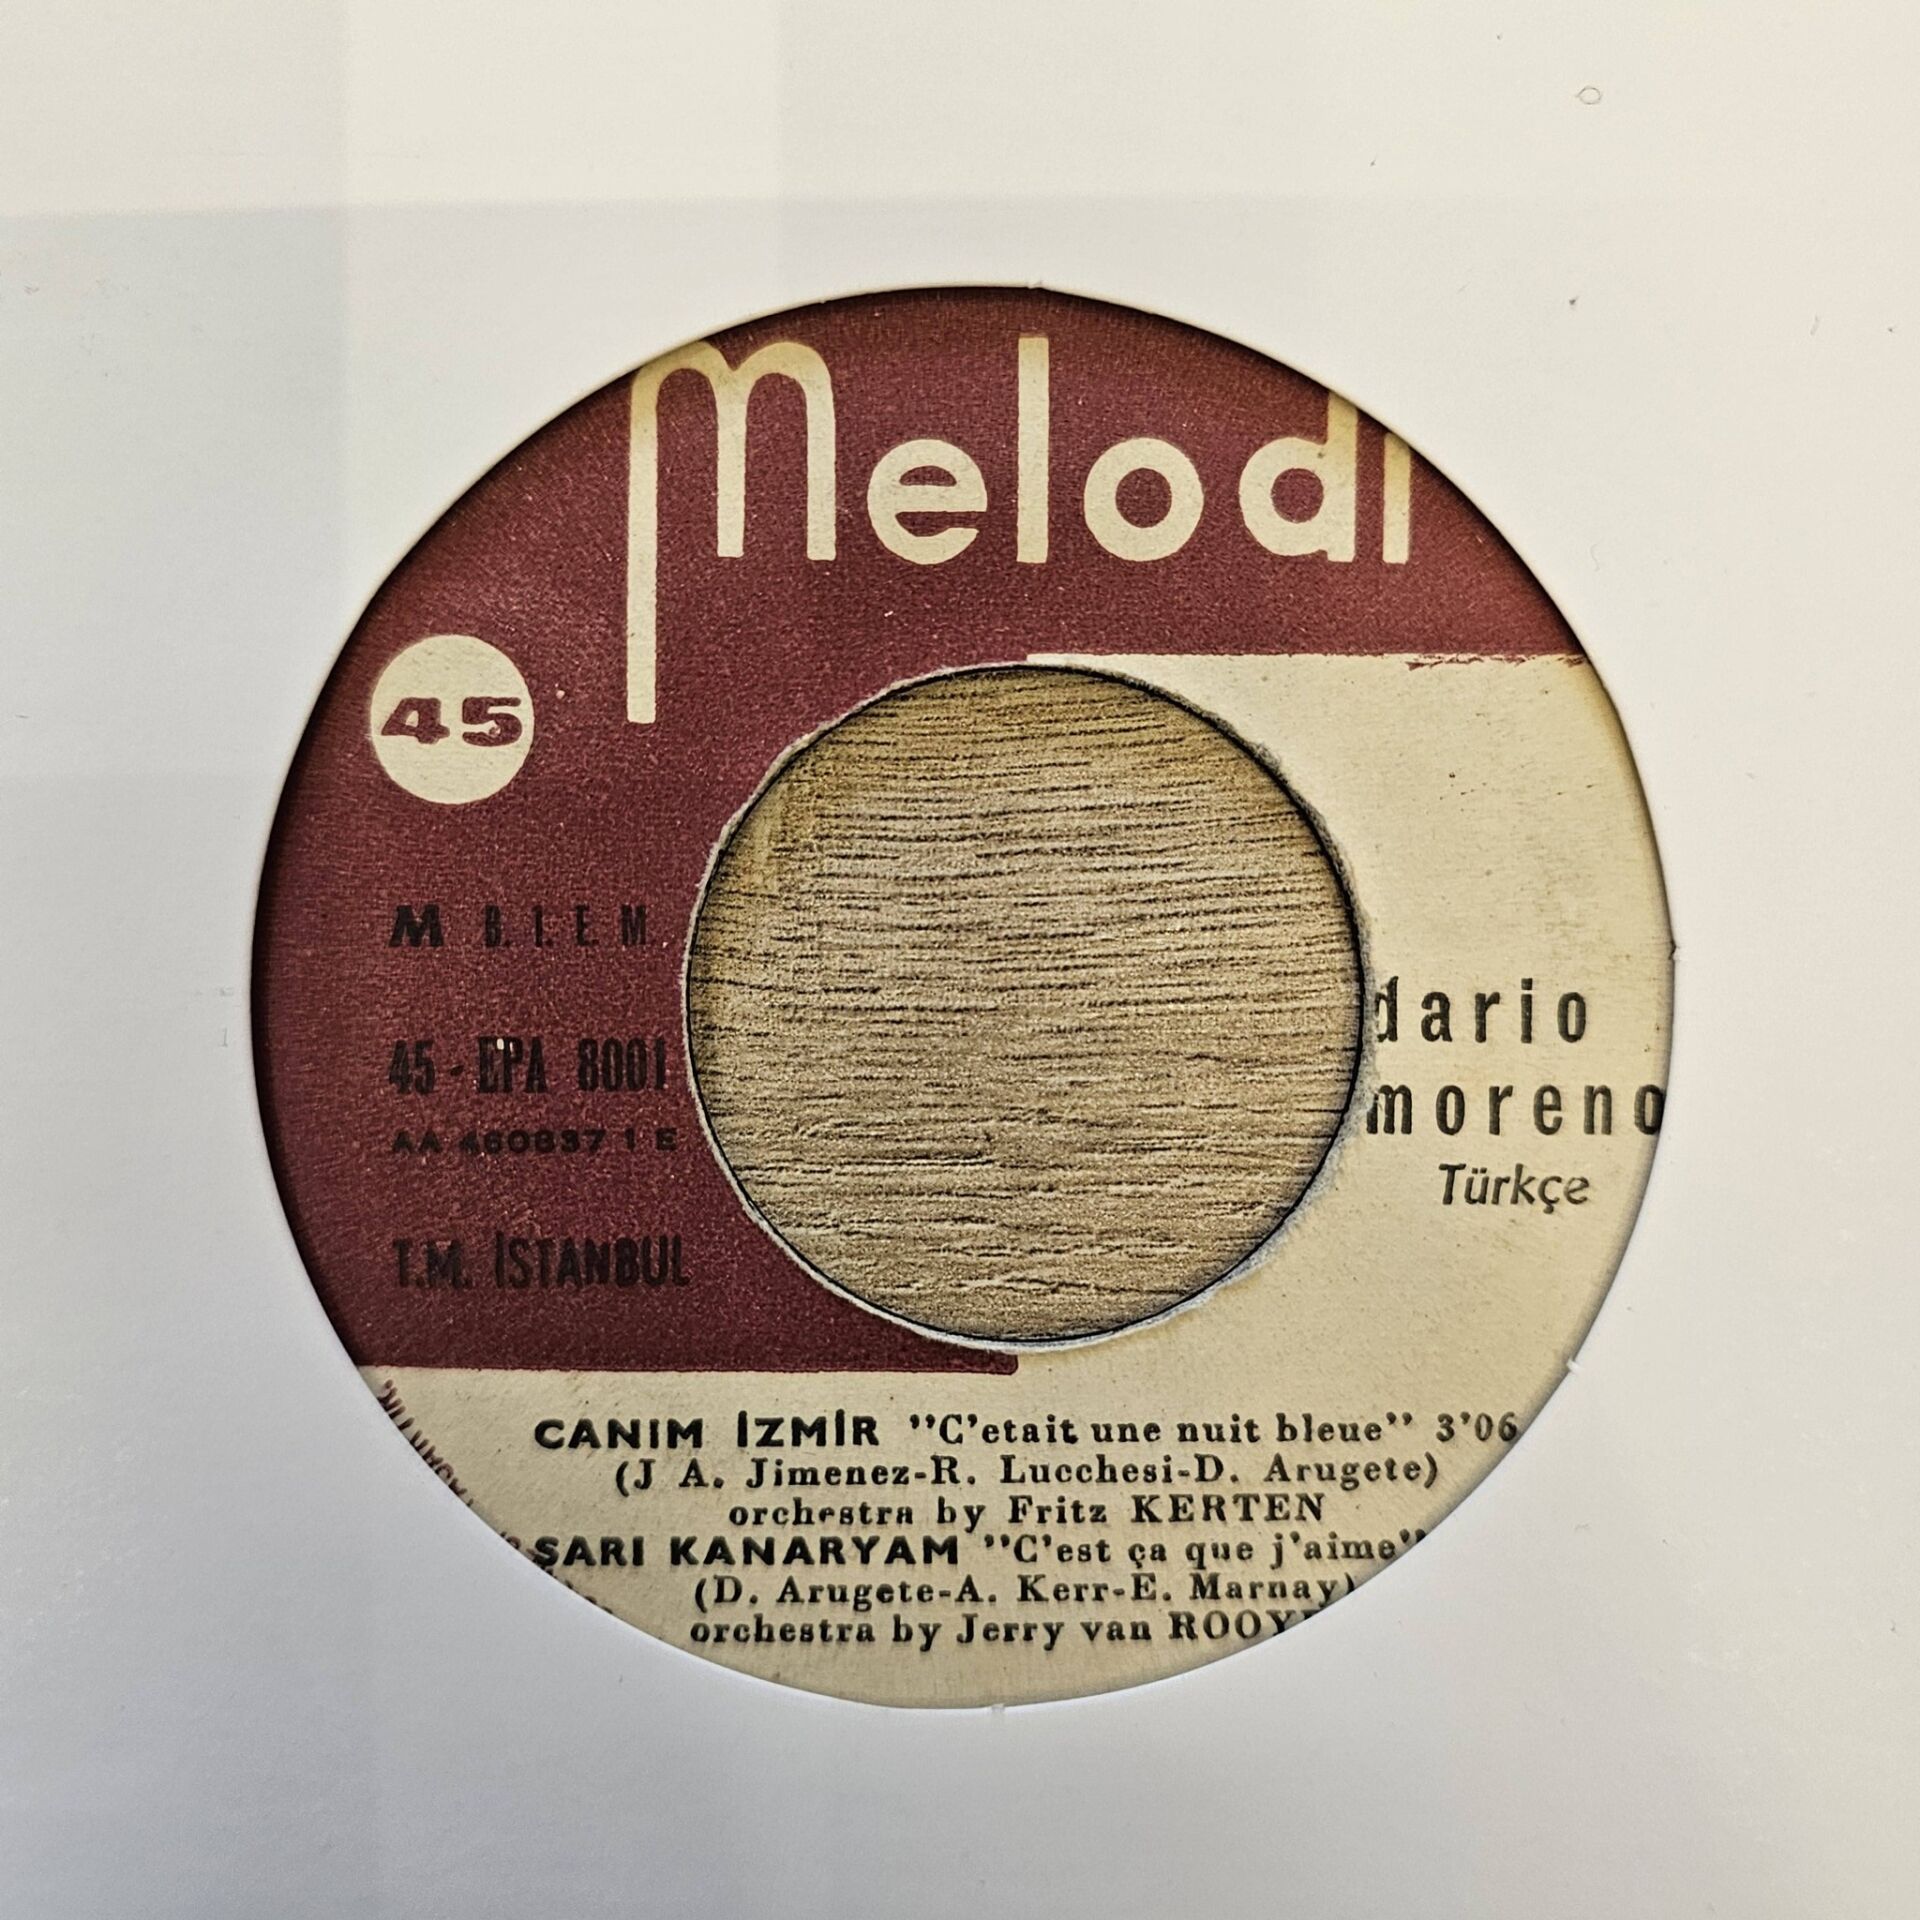 Melodi
45
M B.I.E.M
45 - EPA 8001
AA 460837 1 E
T.M. İSTANBUL
dario
moreno
Türkçe
CANIM İZMİR ''C'etait une nuit bleue'' 3'06
(J A. Jimenez-R. Lucchesi-D. Arugete)
orchestra by Fritz KERTEN
SARI KANARYAM ''C'est ça que j'aime''
(D. Arugete-A. Kerr-E. Marnay)
orchestra by Jerry van